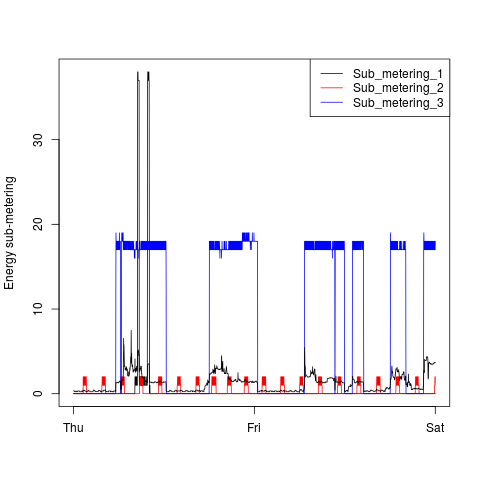 Sub_metering_1
Sub_metering_2
Sub_metering_3
Energy sub-metering
30
20
10
0
Thu Fri Sat